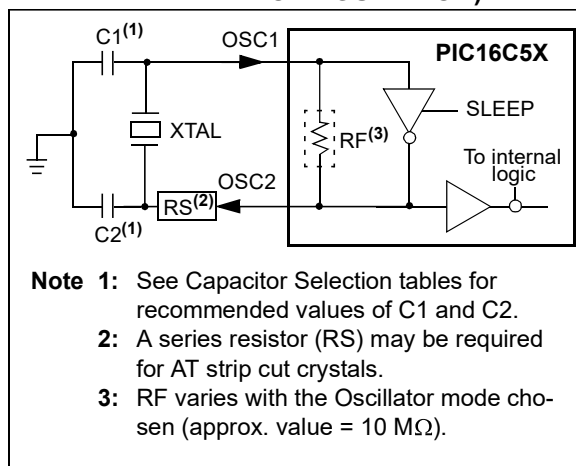 C1(1)
OSC1
PIC16C5X
SLEEP
XTAL
RF(3)
To internal
logic
OSC2
RS(2)
C2(1)
Note 1: See Capacitor Selection tables for
recommended values of C1 and C2.
2: A series resistor (RS) may be required
for AT strip cut crystals.
3: RF varies with the Oscillator mode cho-
sen (approx. value = 10 MΩ).